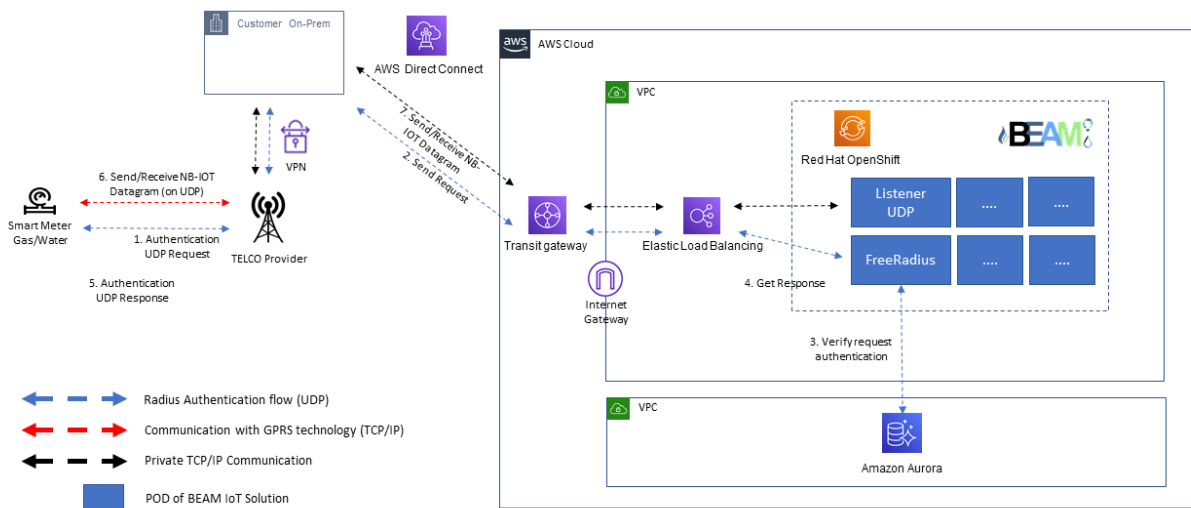 Customer On-Prem
AWS Direct Connect
aws
AWS Cloud
VPC
Red Hat OpenShift
BEAM
7. Send/Receive NB-
IOT Datagram
2. Send Request
VPN
6. Send/Receive NB-IOT
Datagram (on UDP)
Smart Meter
Gas/Water
1. Authentication
UDP Request
TELCO Provider
5. Authentication
UDP Response
Transit gateway
Elastic Load Balancing
Listener
UDP
....
....
FreeRadius
....
....
4. Get Response
Internet
Gateway
3. Verify request
authentication
VPC
Amazon Aurora
Radius Authentication flow (UDP)
Communication with GPRS technology (TCP/IP)
Private TCP/IP Communication
POD of BEAM IoT Solution